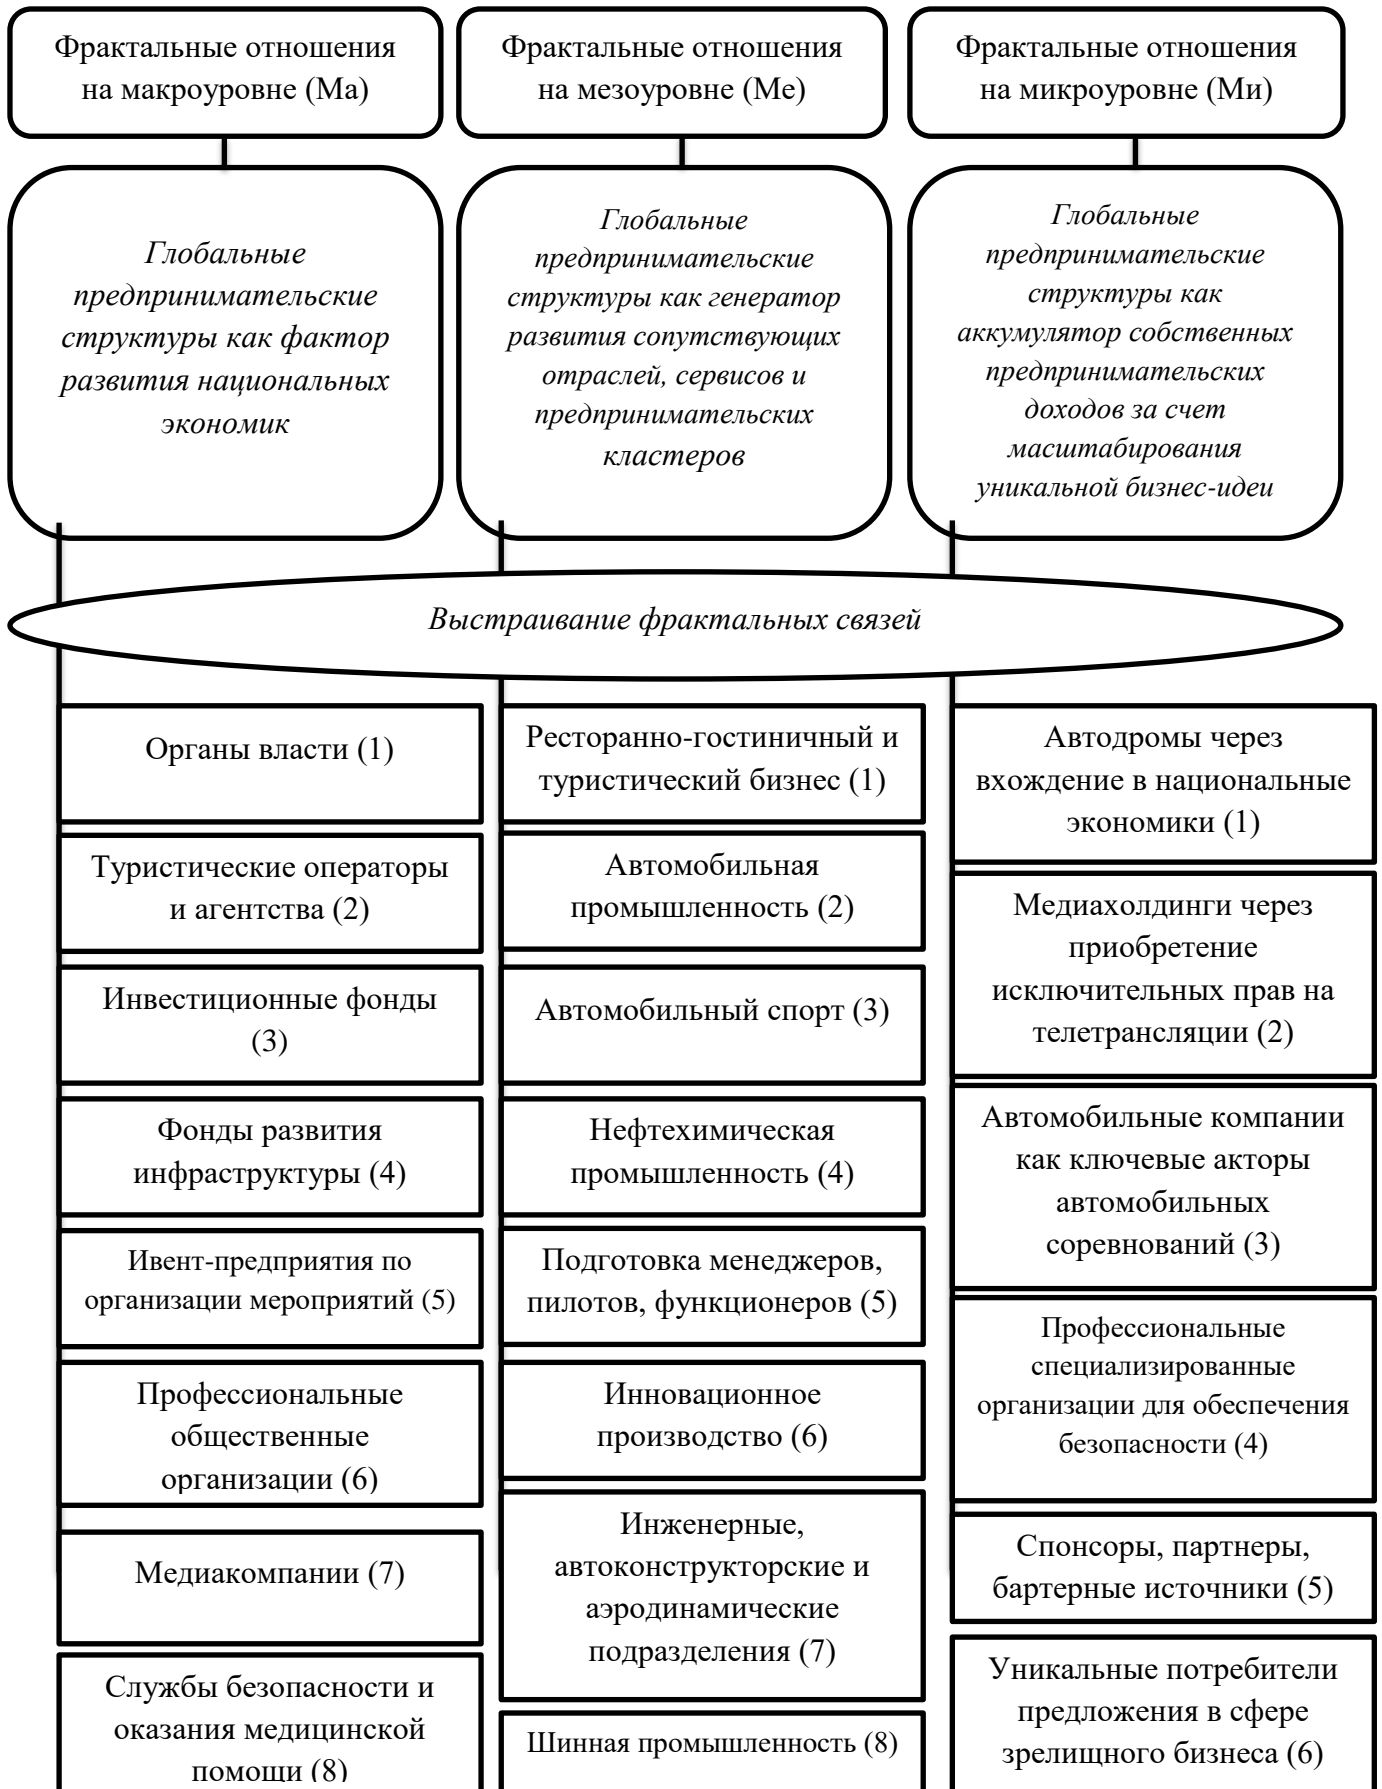 Фрактальные отношения
на макроуровне (Ма)
Фрактальные отношения
на мезоуровне (Ме)
Фрактальные отношения
на микроуровне (Ми)
Глобальные
предпринимательские
структуры как фактор
развития национальных
экономик
Глобальные
предпринимательские
структуры как генератор
развития сопутствующих
отраслей, сервисов и
предпринимательских
кластеров
Глобальные
предпринимательские
структуры как
аккумулятор собственных
предпринимательских
доходов за счет
масштабирования
уникальной бизнес-идеи
Выстраивание фрактальных связей
Органы власти (1)
Туристические операторы
и агентства (2)
Инвестиционные фонды
(3)
Фонды развития
инфраструктуры (4)
Ивент-предприятия по
организации мероприятий (5)
Профессиональные
общественные
организации (6)
Медиакомпании (7)
Службы безопасности и
оказания медицинской
помощи (8)
Ресторанно-гостиничный и
туристический бизнес (1)
Автомобильная
промышленность (2)
Автомобильный спорт (3)
Нефтехимическая
промышленность (4)
Подготовка менеджеров,
пилотов, функционеров (5)
Инновационное
производство (6)
Инженерные,
автоконструкторские и
аэродинамические
подразделения (7)
Шинная промышленность (8)
Автодромы через
вхождение в национальные
экономики (1)
Медиахолдинги через
приобретение
исключительных прав на
телетрансляции (2)
Автомобильные компании
как ключевые акторы
автомобильных
соревнований (3)
Профессиональные
специализированные
организации для обеспечения
безопасности (4)
Спонсоры, партнеры,
бартерные источники (5)
Уникальные потребители
предложения в сфере
зрелищного бизнеса (6)